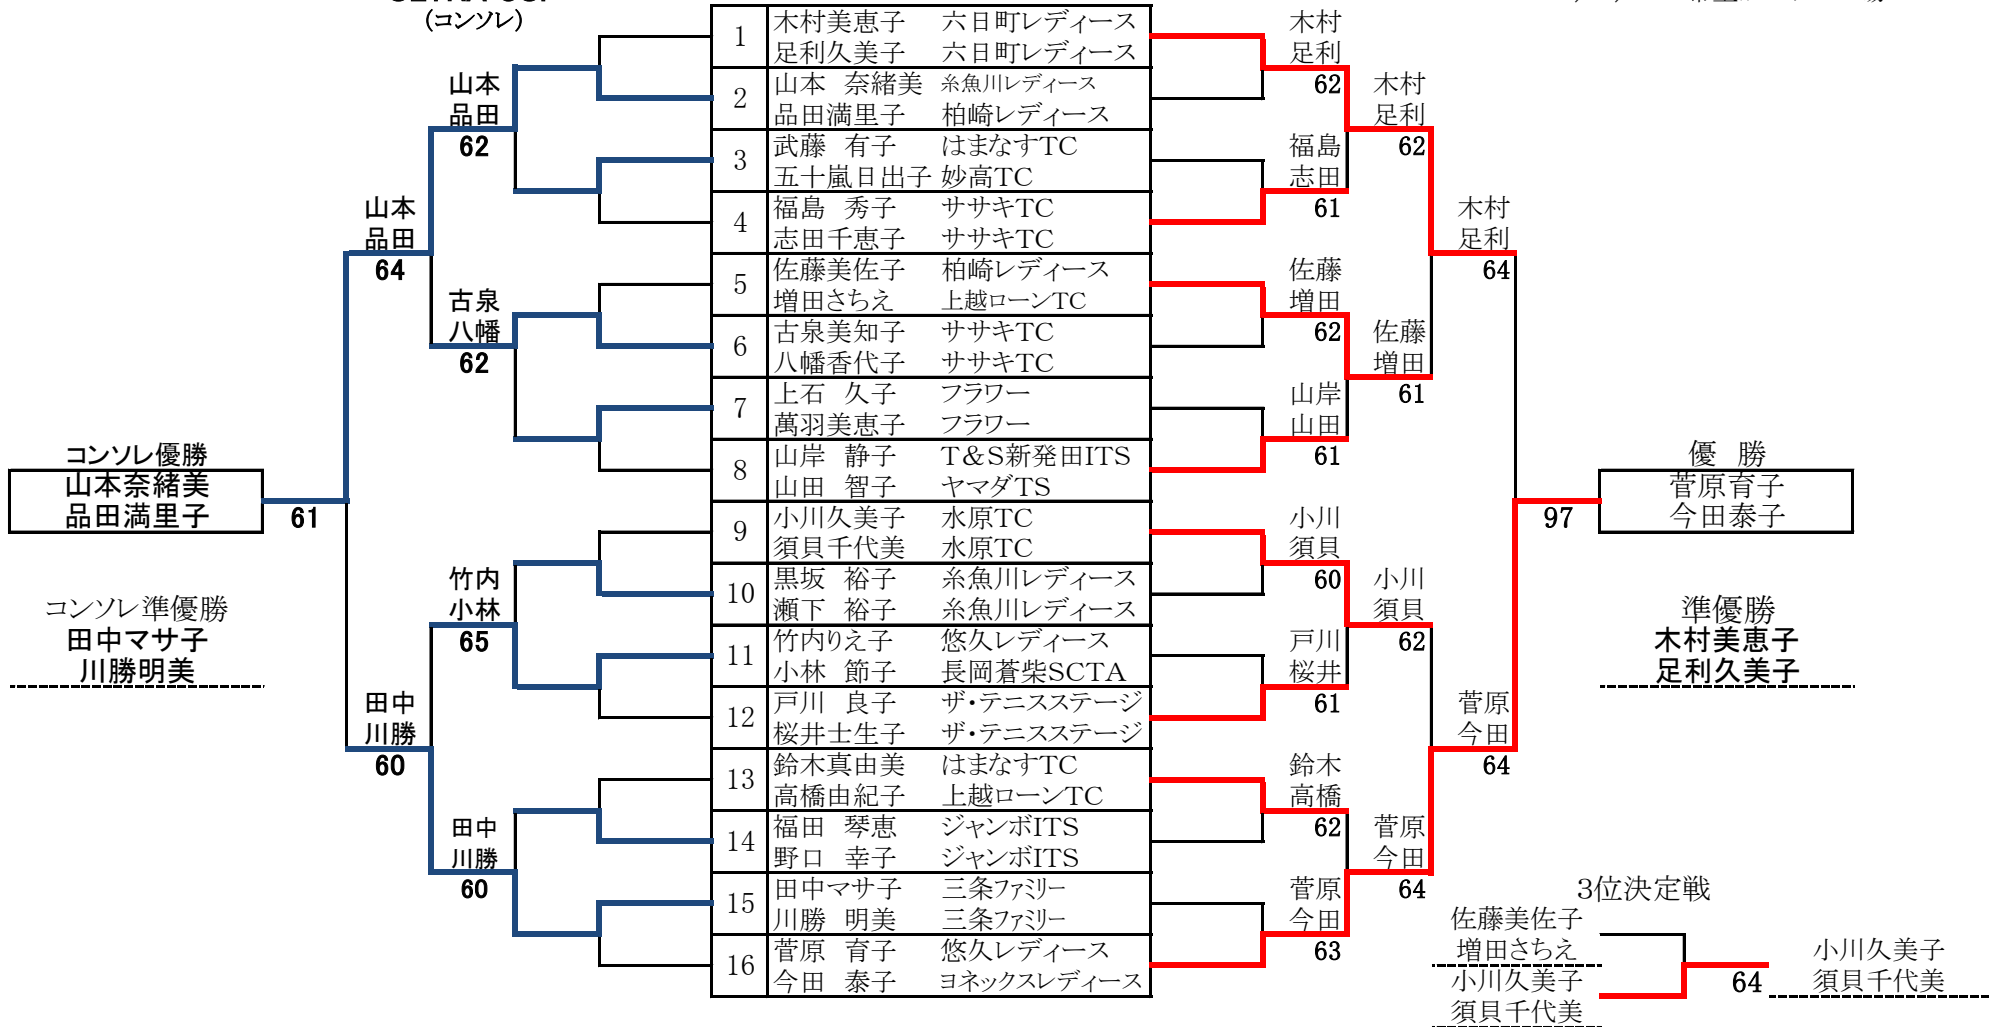 (コンソレ)
1 木村美恵子 六日町レディース
足利久美子 六日町レディース
2 山本 奈緒美 糸魚川レディース
品田満里子 柏崎レディース
3 武藤 有子 はまなすTC
五十嵐日出子 妙高TC
4 福島 秀子 ササキTC
志田千恵子 ササキTC
5 佐藤美佐子 柏崎レディース
増田さちえ 上越ローンTC
6 古泉美知子 ササキTC
八幡香代子 ササキTC
7 上石 久子 フラワー
萬羽美恵子 フラワー
8 山岸 静子 T&S新発田ITS
山田 智子 ヤマダTS
9 小川久美子 水原TC
須貝千代美 水原TC
10 黒坂 裕子 糸魚川レディース
瀬下 裕子 糸魚川レディース
11 竹内りえ子 悠久レディース
小林 節子 長岡蒼柴SCTA
12 戸川 良子 ザ・テニスステージ
桜井士生子 ザ・テニスステージ
13 鈴木真由美 はまなすTC
高橋由紀子 上越ローンTC
14 福田 琴恵 ジャンボITS
野口 幸子 ジャンボITS
15 田中マサ子 三条ファミリー
川勝 明美 三条ファミリー
16 菅原 育子 悠久レディース
今田 泰子 ヨネックスレディース
山本
品田
62
古泉
八幡
62
竹内
小林
65
田中
川勝
60
山本
品田
64
田中
川勝
60
61
コンソレ優勝
山本奈緒美
品田満里子
コンソレ準優勝
田中マサ子
川勝明美
木村
足利
62
福島
志田
61
佐藤
増田
62
山岸
山田
61
小川
須貝
60
戸川
桜井
61
鈴木
高橋
62
菅原
今田
63
木村
足利
62
佐藤
増田
61
小川
須貝
62
菅原
今田
64
木村
足利
64
菅原
今田
64
97
優 勝
菅原育子
今田泰子
準優勝
木村美恵子
足利久美子
3位決定戦
佐藤美佐子
増田さちえ
小川久美子
須貝千代美
64
小川久美子
須貝千代美